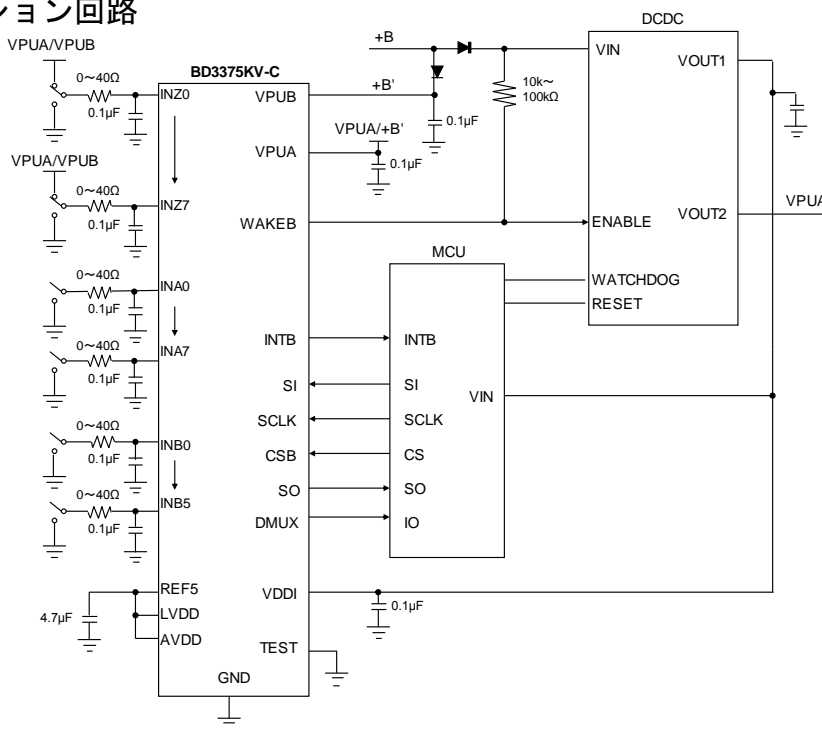 ション回路
DCDC
VPUA/VPUB
+B
VIN
VOUT1
BD3375KV-C
0～40Ω
INZ0
0.1µF
VPUB
+B'
10k～
100kΩ
0.1µF
VPUA/+B'
VPUA
0.1µF
VPUA/VPUB
0～40Ω
INZ7
0.1µF
WAKEB
ENABLE
VOUT2
VPUA
MCU
WATCHDOG
RESET
0～40Ω
INA0
0.1µF
INTB
INTB
0～40Ω
INA7
0.1µF
SI
SI
VIN
SCLK
SCLK
0～40Ω
INB0
0.1µF
CSB
CS
SO
SO
0～40Ω
INB5
0.1µF
DMUX
IO
REF5
VDDI
0.1µF
4.7µF
LVDD
AVDD
TEST
GND